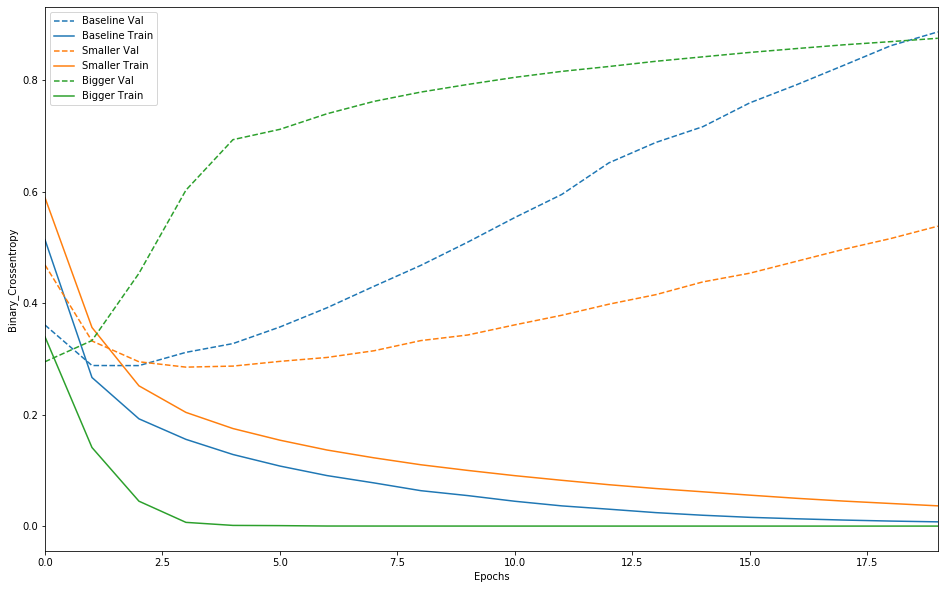 Baseline Val
Baseline Train
Smaller Val
Smaller Train
Bigger Val
Bigger Train
Binary_Crossentropy
0.8
0.6
0.4
0.2
0.0
0.0 2.5 5.0 7.5 10.0 12.5 15.0 17.5
Epochs